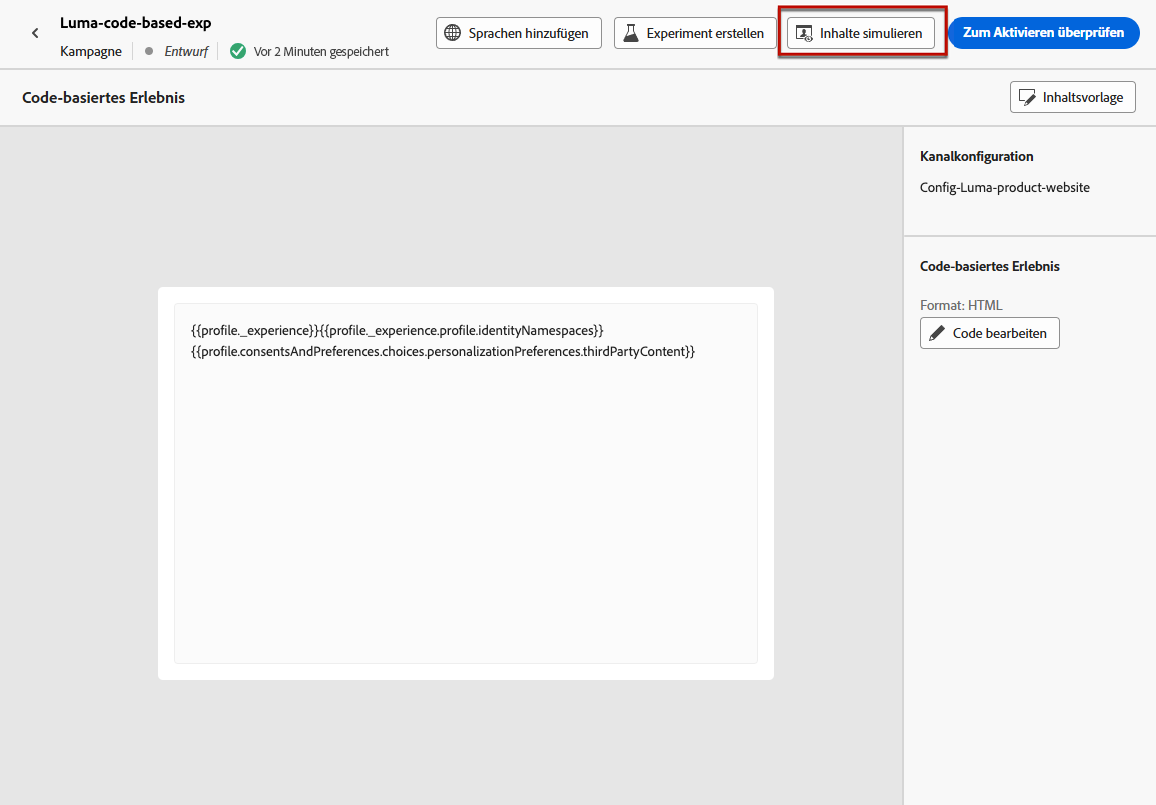 Luma-code-based-exp
Kampagne
Entwurf
Vor 2 Minuten gespeichert
Sprachen hinzufügen
Experiment erstellen
Inhalte simulieren
Zum Aktivieren überprüfen
Code-basiertes Erlebnis
Inhaltsvorlage
{{profile._experience}}{{profile._experience.profile.identityNamespaces}}
{{profile.consentsAndPreferences.choices.personalizationPreferences.thirdPartyContent}}
Kanalkonfiguration
Config-Luma-product-website
Code-basiertes Erlebnis
Format: HTML
Code bearbeiten